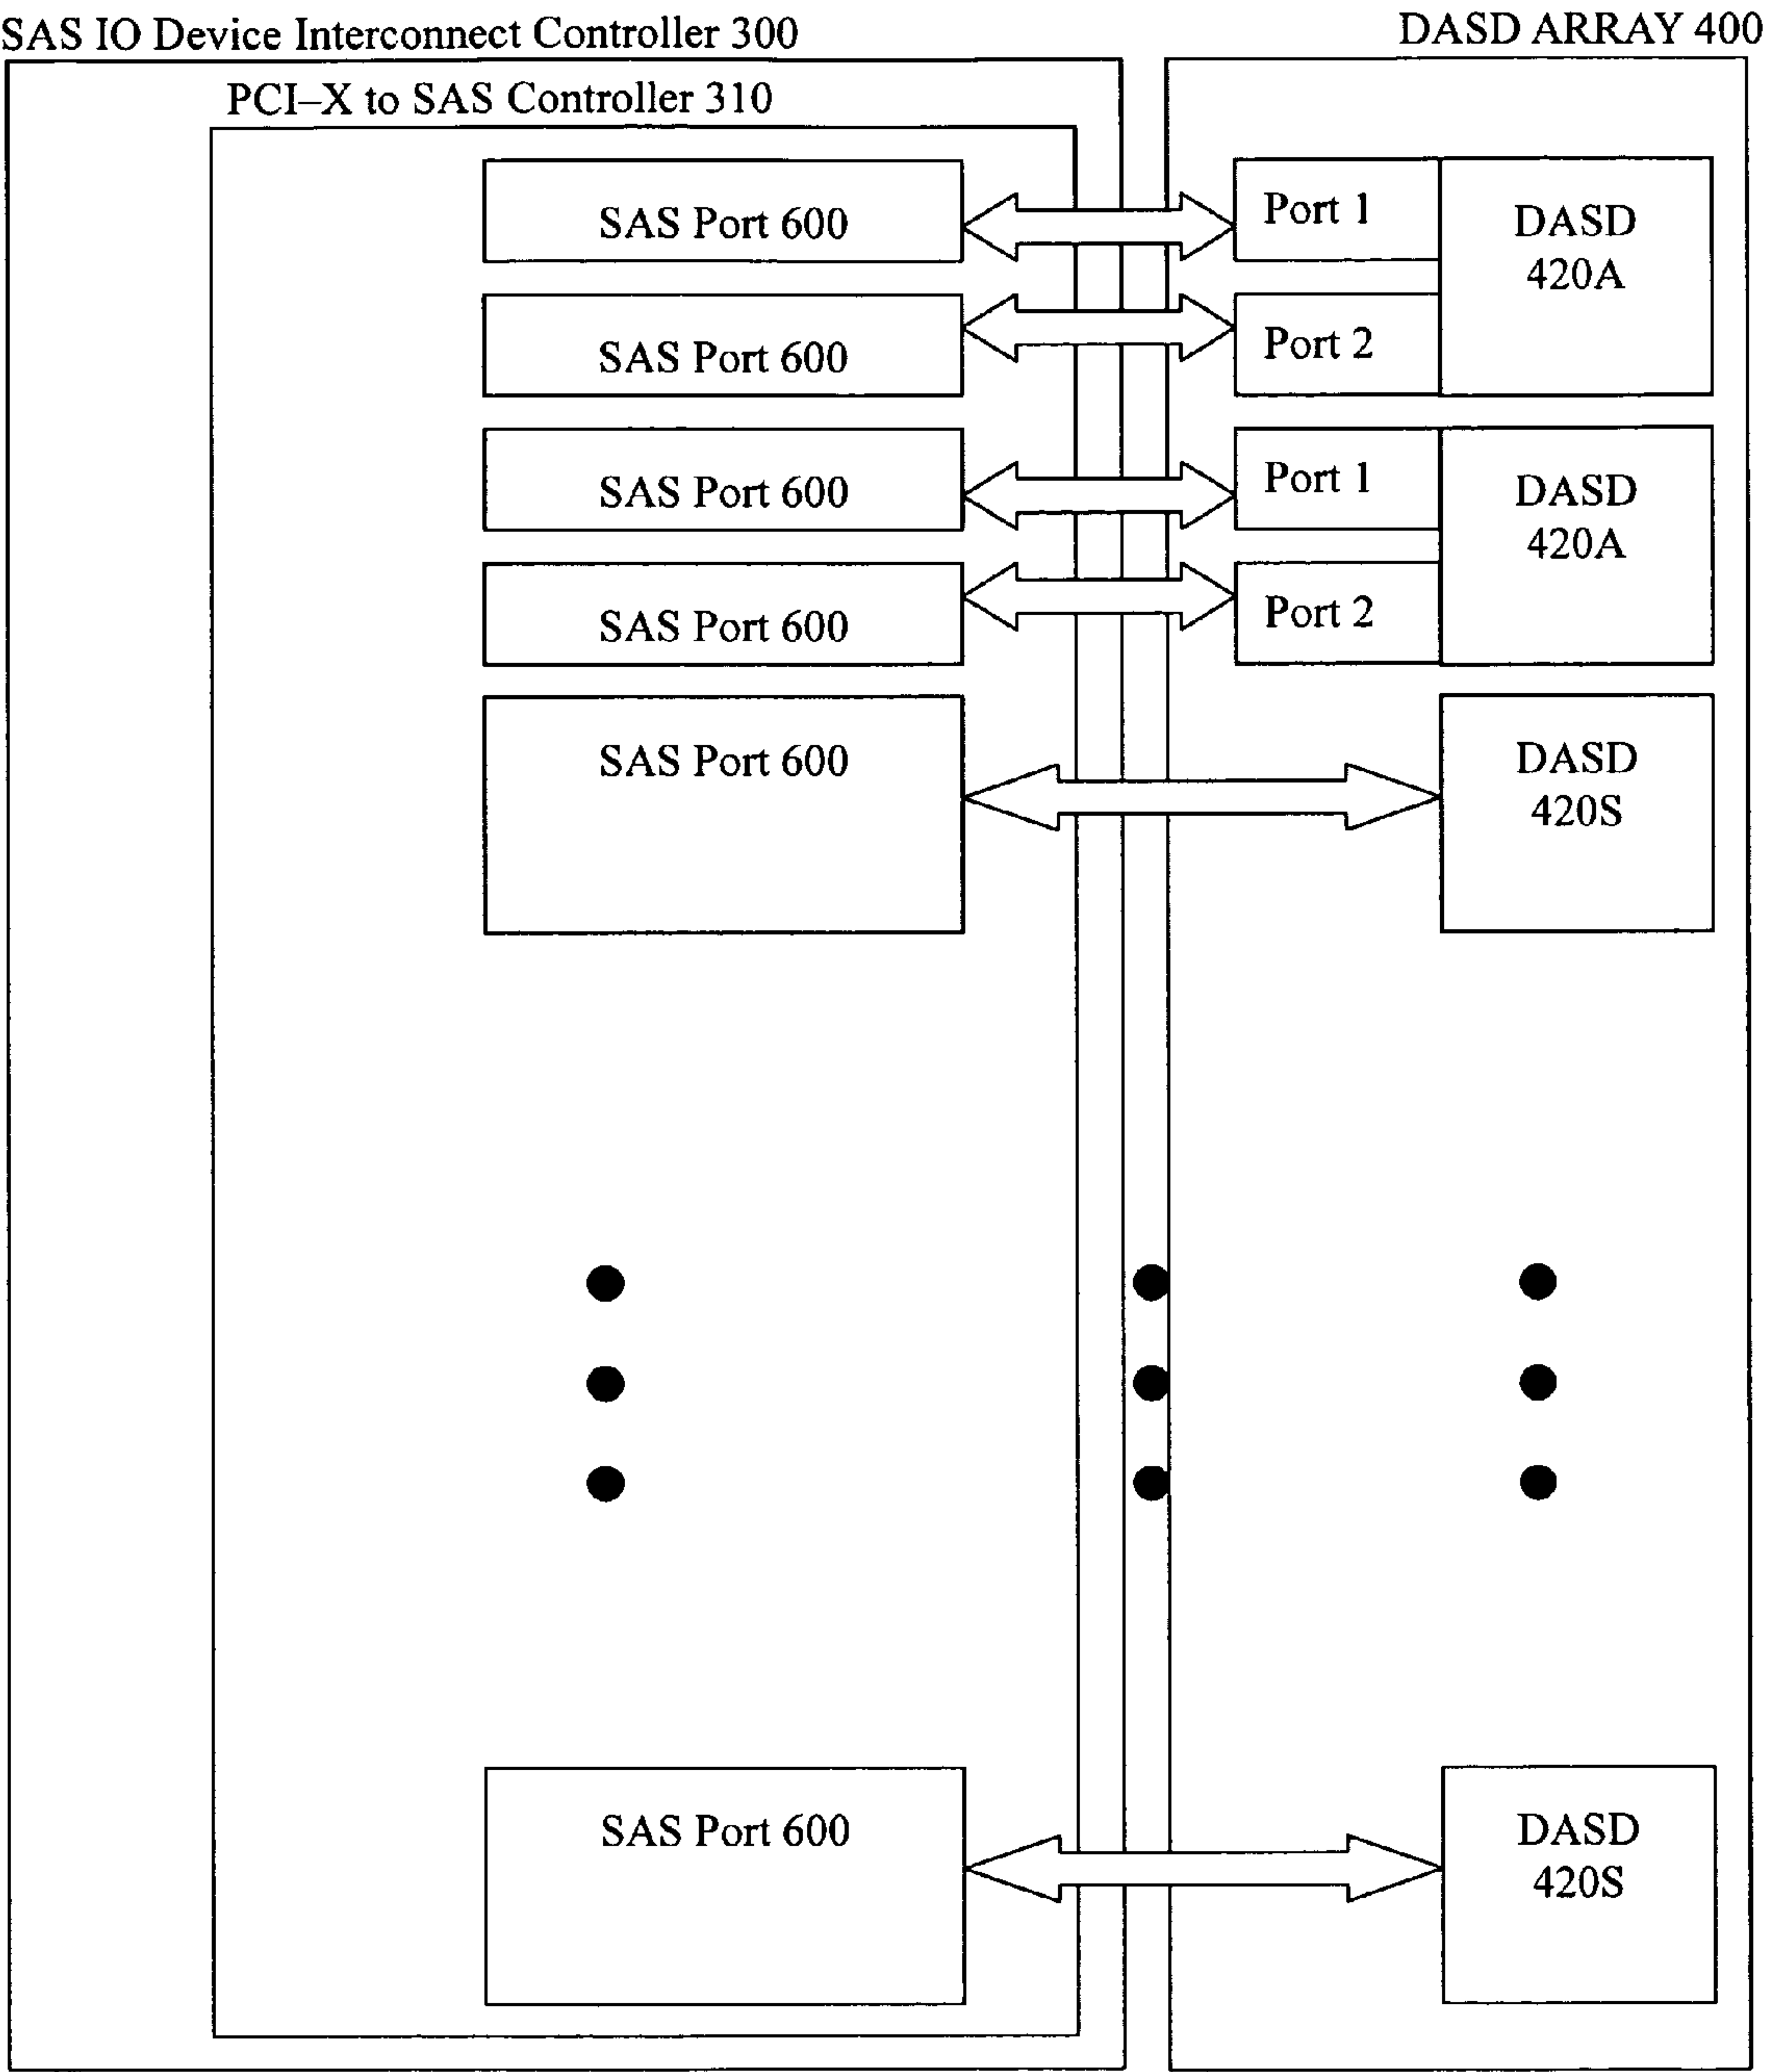 SAS IO Device Interconnect Controller 300
DASD ARRAY 400
PCI–X to SAS Controller 310
SAS Port 600
Port 1
DASD
420A
SAS Port 600
Port 2
SAS Port 600
Port 1
DASD
420A
SAS Port 600
Port 2
SAS Port 600
DASD
420S
SAS Port 600
DASD
420S